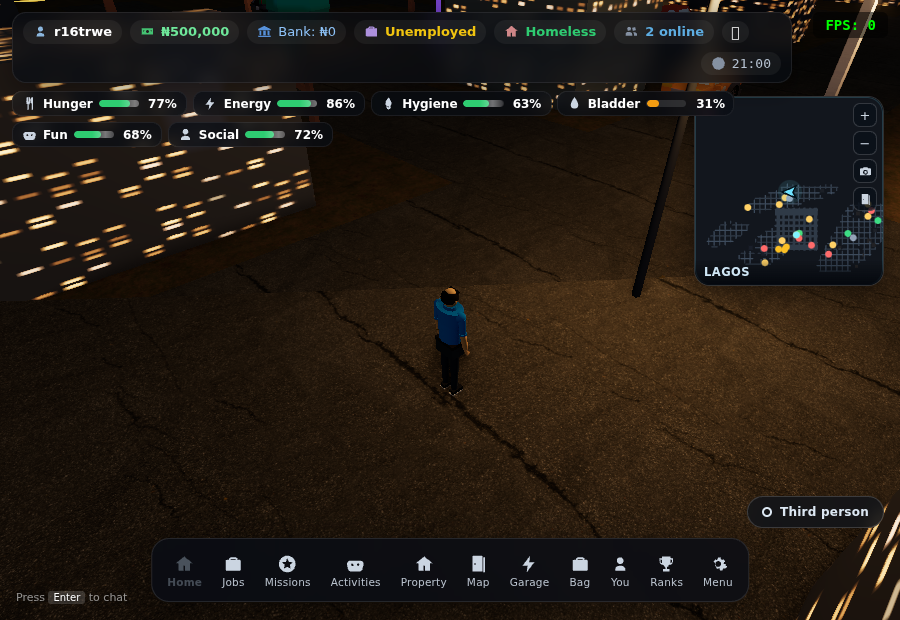 r16trwe ₦500,000 Bank: ₦0 Unemployed Homeless 2 online
21:00
FPS: 0
Hunger 77% Energy 86% Hygiene 63% Bladder 31%
Fun 68% Social 72%
+
−
LAGOS
Third person
Home Jobs Missions Activities Property Map Garage Bag You Ranks Menu
Press Enter to chat